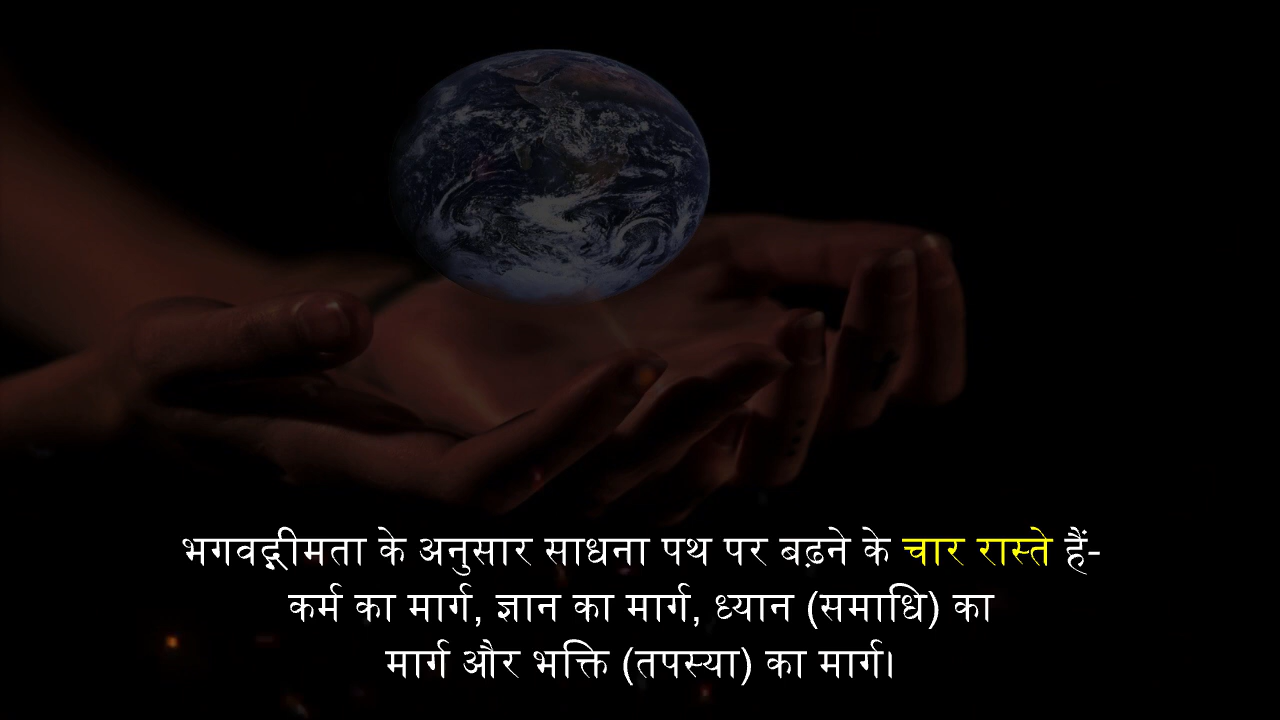 भगवद्गीमता के अनुसार साधना पथ पर बढ़ने के चार रास्ते हैं-
कर्म का मार्ग, ज्ञान का मार्ग, ध्यान (समाधि) का
मार्ग और भक्ति (तपस्या) का मार्ग।